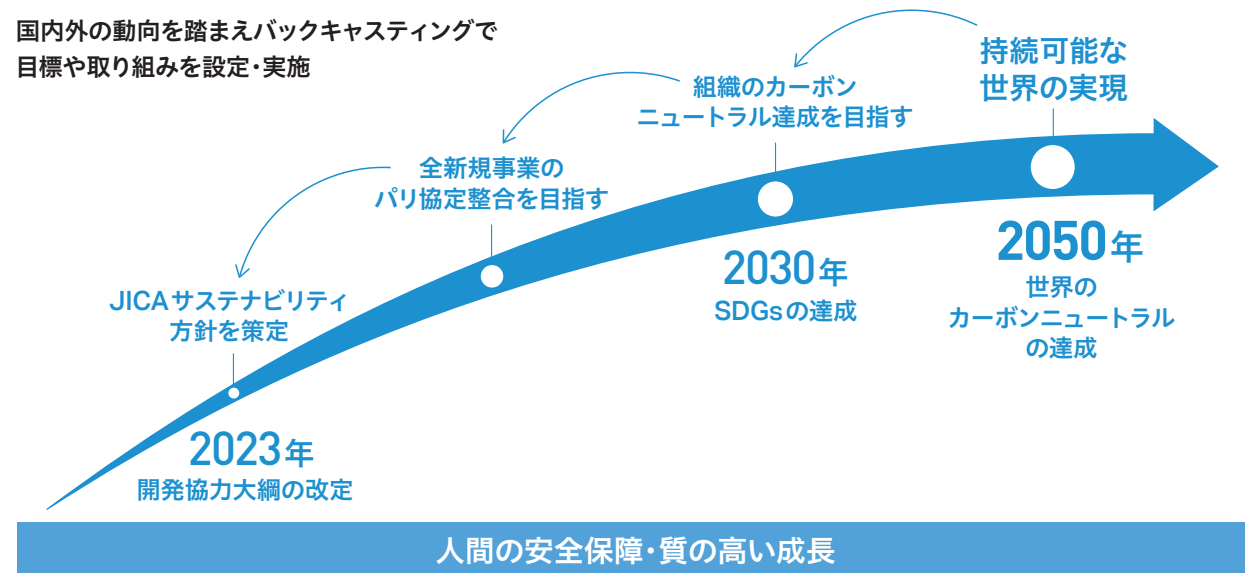 国内外の動向を踏まえバックキャスティングで
目標や取り組みを設定・実施
持続可能な
世界の実現
組織のカーボン
ニュートラル達成を目指す
全新規事業の
パリ協定整合を目指す
JICAサステナビリティ
方針を策定
2023年
開発協力大綱の改定
2030年
SDGsの達成
2050年
世界の
カーボンニュートラル
の達成
人間の安全保障・質の高い成長